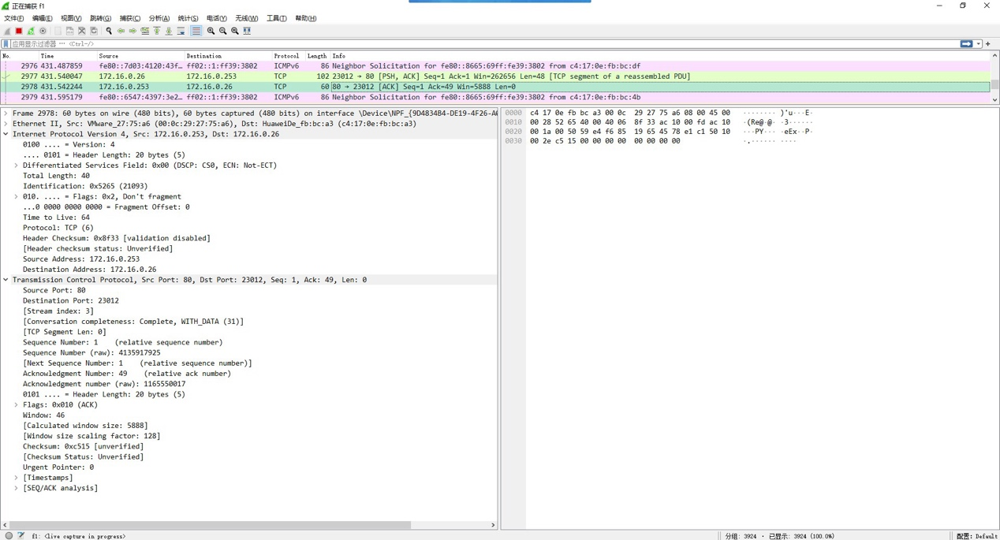 正在捕获 f1
文件(F) 编辑(E) 视图(V) 跳转(G) 捕获(C) 分析(A) 统计(S) 电话(Y) 无线(W) 工具(T) 帮助(H)
应用显示过滤器 … <Ctrl-/>
No. Time Source Destination Protocol Length Info
2976 431.487859 fe80::7d03:4120:43f… ff02::1:ff39:3802 ICMPv6 86 Neighbor Solicitation for fe80::8665:69ff:fe39:3802 from c4:17:0e:fb:bc:df
2977 431.540047 172.16.0.26 172.16.0.253 TCP 102 23012 → 80 [PSH, ACK] Seq=1 Ack=1 Win=262656 Len=48 [TCP segment of a reassembled PDU]
2978 431.542244 172.16.0.253 172.16.0.26 TCP 60 80 → 23012 [ACK] Seq=1 Ack=49 Win=5888 Len=0
2979 431.595179 fe80::6547:4397:3e2… ff02::1:ff39:3802 ICMPv6 86 Neighbor Solicitation for fe80::8665:69ff:fe39:3802 from c4:17:0e:fb:bc:4b
Frame 2978: 60 bytes on wire (480 bits), 60 bytes captured (480 bits) on interface \Device\NPF_{9D4834B4-DE19-4F26-A
Ethernet II, Src: VMware_27:75:a6 (00:0c:29:27:75:a6), Dst: HuaweiDe_fb:bc:a3 (c4:17:0e:fb:bc:a3)
Internet Protocol Version 4, Src: 172.16.0.253, Dst: 172.16.0.26
0100 .... = Version: 4
.... 0101 = Header Length: 20 bytes (5)
Differentiated Services Field: 0x00 (DSCP: CS0, ECN: Not-ECT)
Total Length: 40
Identification: 0x5265 (21093)
010. .... = Flags: 0x2, Don't fragment
...0 0000 0000 0000 = Fragment Offset: 0
Time to Live: 64
Protocol: TCP (6)
Header Checksum: 0x8f33 [validation disabled]
[Header checksum status: Unverified]
Source Address: 172.16.0.253
Destination Address: 172.16.0.26
Transmission Control Protocol, Src Port: 80, Dst Port: 23012, Seq: 1, Ack: 49, Len: 0
Source Port: 80
Destination Port: 23012
[Stream index: 3]
[Conversation completeness: Complete, WITH_DATA (31)]
[TCP Segment Len: 0]
Sequence Number: 1 (relative sequence number)
Sequence Number (raw): 4135917925
[Next Sequence Number: 1 (relative sequence number)]
Acknowledgment Number: 49 (relative ack number)
Acknowledgment number (raw): 1165550017
0101 .... = Header Length: 20 bytes (5)
Flags: 0x010 (ACK)
Window: 46
[Calculated window size: 5888]
[Window size scaling factor: 128]
Checksum: 0xc515 [unverified]
[Checksum Status: Unverified]
Urgent Pointer: 0
[Timestamps]
[SEQ/ACK analysis]
0000 c4 17 0e fb bc a3 00 0c 29 27 75 a6 08 00 45 00 ········ )'u···E·
0010 00 28 52 65 40 00 40 06 8f 33 ac 10 00 fd ac 10 ·(Re@·@· ·3······
0020 00 1a 00 50 59 e4 f6 85 19 65 45 78 e1 c1 50 10 ···PY··· ·eEx··P·
0030 00 2e c5 15 00 00 00 00 00 00 00 00 ·.······ ····
f1: <live capture in progress>
分组: 3924 · 已显示: 3924 (100.0%)
配置: Default